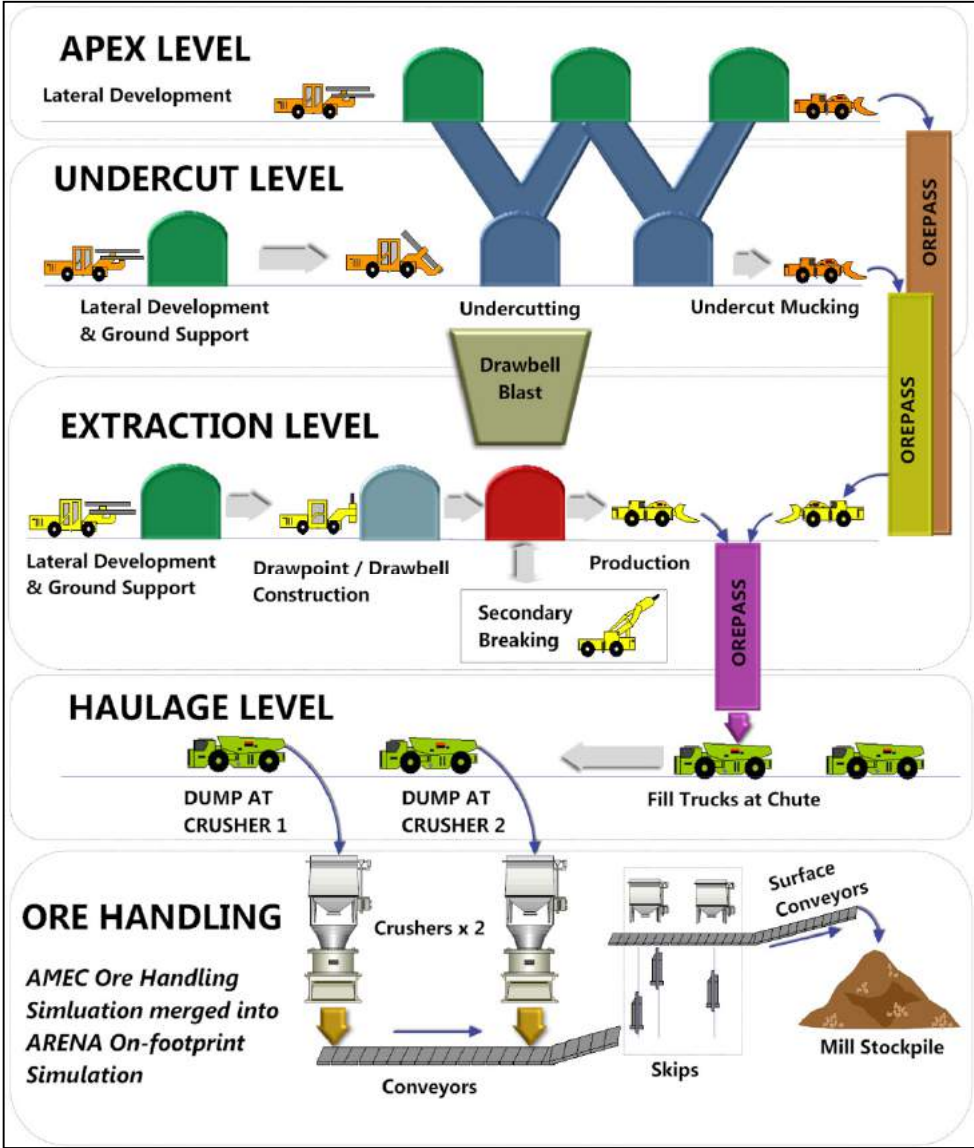 APEX LEVEL
Lateral Development
UNDERCUT LEVEL
OREPASS
Lateral Development
& Ground Support
Undercutting
Undercut Mucking
Drawbell
Blast
OREPASS
EXTRACTION LEVEL
Lateral Development
& Ground Support
Drawpoint / Drawbell
Construction
Production
Secondary
Breaking
OREPASS
HAULAGE LEVEL
DUMP AT
CRUSHER 1
DUMP AT
CRUSHER 2
Fill Trucks at Chute
ORE HANDLING
AMEC Ore Handling
Simluation merged into
ARENA On-footprint
Simulation
Crushers x 2
Conveyors
Skips
Surface
Conveyors
Mill Stockpile